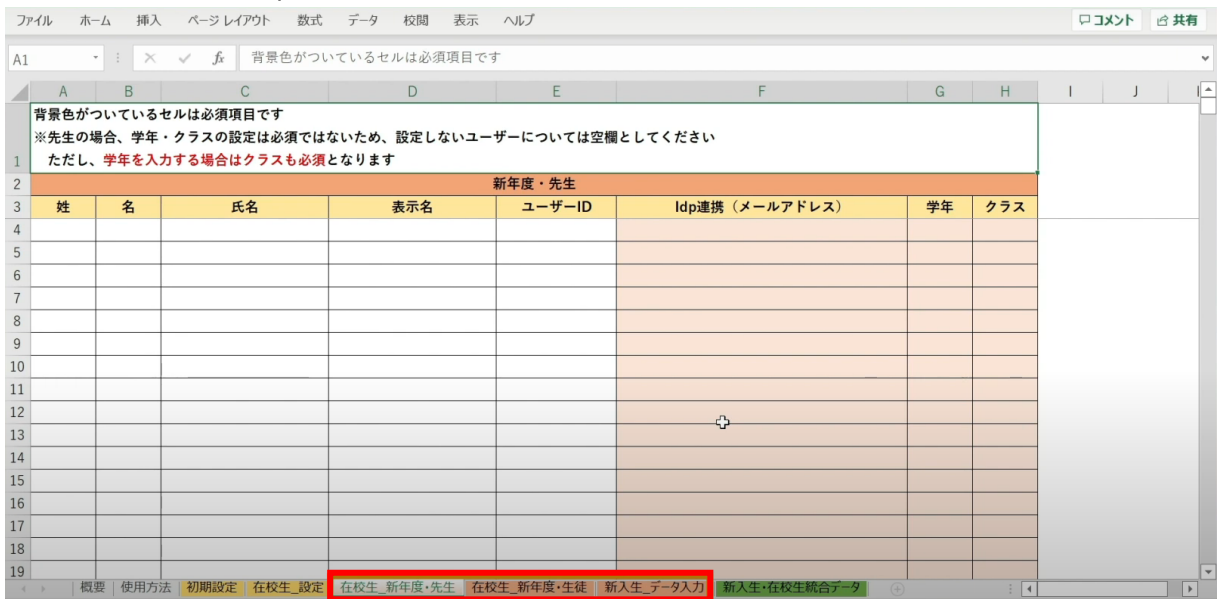 ファイル ホーム 挿入 ページ レイアウト 数式 データ 校閲 表示 ヘルプ コメント 共有
A1 fx 背景色がついているセルは必須項目です
A B C D E F G H I J
背景色がついているセルは必須項目です
※先生の場合、学年・クラスの設定は必須ではないため、設定しないユーザーについては空欄としてください
1 ただし、学年を入力する場合はクラスも必須となります
2 新年度・先生
3 姓 名 氏名 表示名 ユーザーID Idp連携（メールアドレス） 学年 クラス
4
5
6
7
8
9
10
11
12
13
14
15
16
17
18
19
概要 使用方法 初期設定 在校生_設定 在校生_新年度・先生 在校生_新年度・生徒 新入生_データ入力 新入生・在校生統合データ